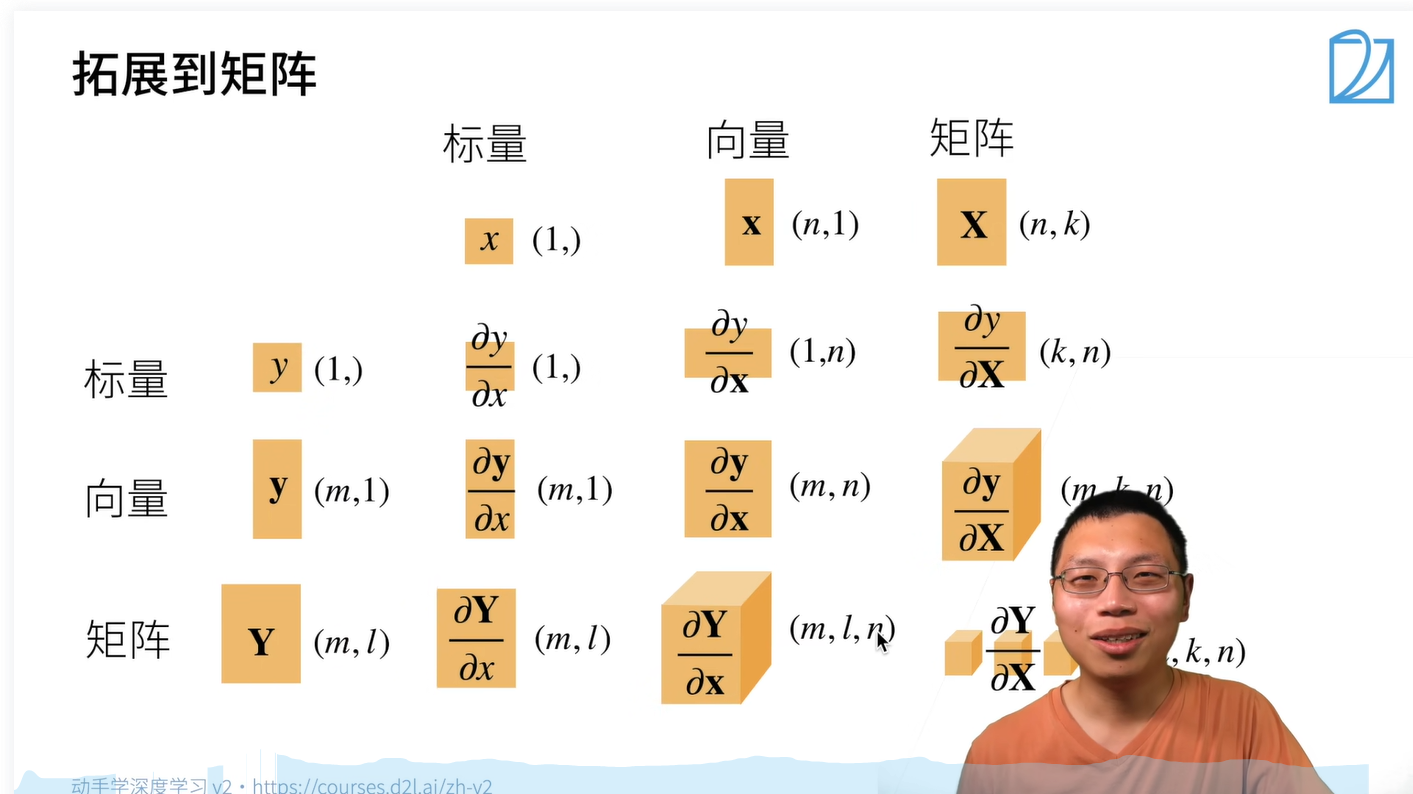 拓展到矩阵
标量 向量 矩阵
x (1,) x (n,1) X (n, k)
标量 y (1,) ∂y/∂x (1,) ∂y/∂x (1,n) ∂y/∂X (k, n)
向量 y (m,1) ∂y/∂x (m,1) ∂y/∂x (m, n) ∂y/∂X (m, k, n)
矩阵 Y (m, l) ∂Y/∂x (m, l) ∂Y/∂x (m, l, n) ∂Y/∂X , k, n)
动手学深度学习 v2 • https://courses.d2l.ai/zh-v2